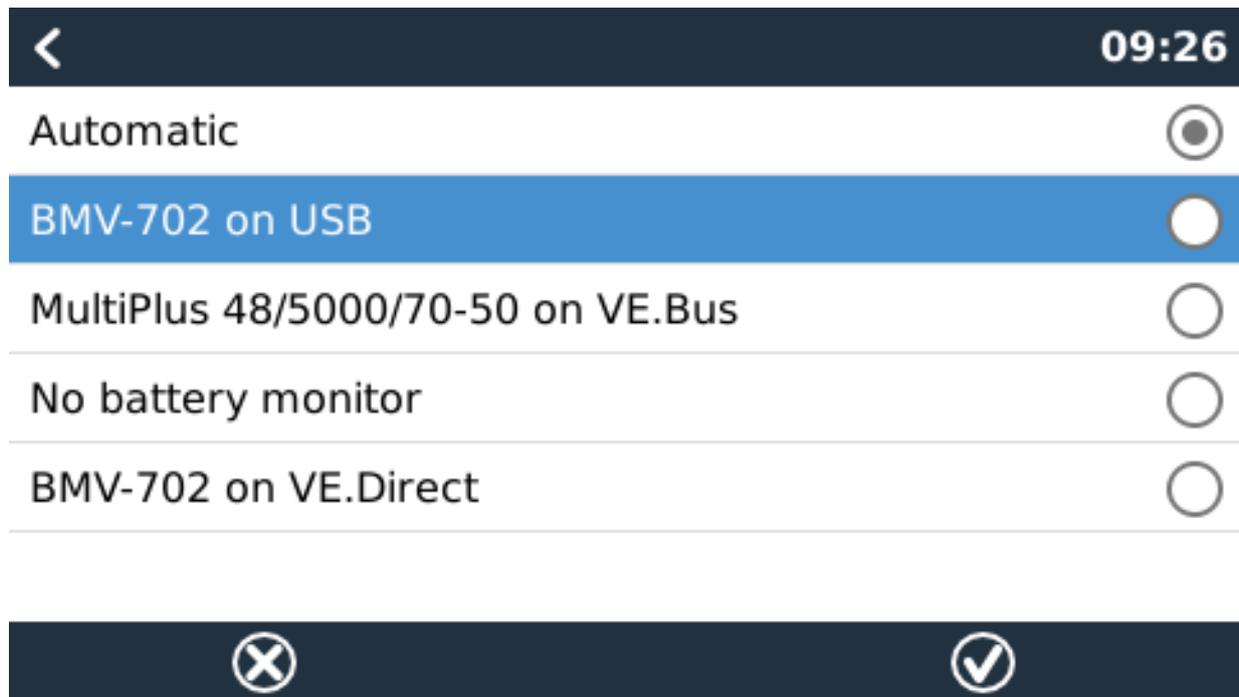 09:26
Automatic
BMV-702 on USB
MultiPlus 48/5000/70-50 on VE.Bus
No battery monitor
BMV-702 on VE.Direct